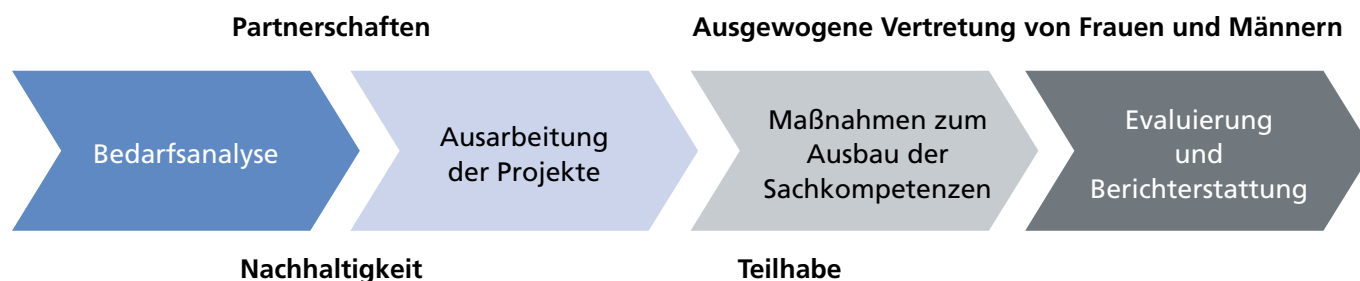 Partnerschaften
Ausgewogene Vertretung von Frauen und Männern
Bedarfsanalyse
Ausarbeitung
der Projekte
Maßnahmen zum
Ausbau der
Sachkompetenzen
Evaluierung
und
Berichterstattung
Nachhaltigkeit
Teilhabe